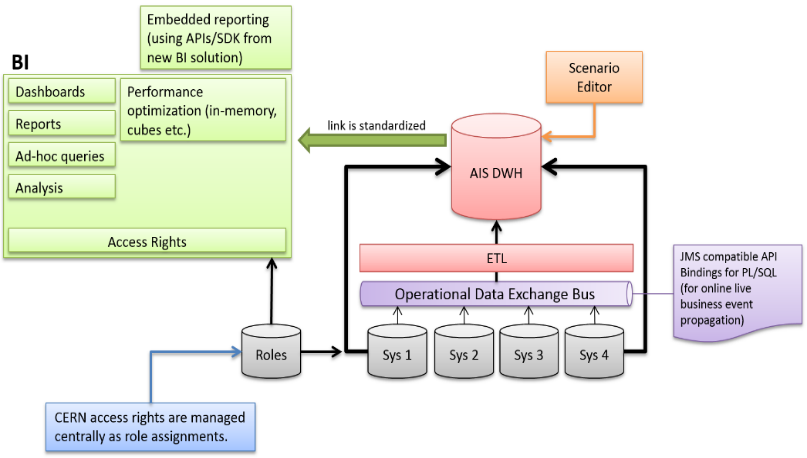 Embedded reporting
(using APIs/SDK from
new BI solution)
BI
Dashboards
Reports
Ad-hoc queries
Analysis
Performance
optimization (in-memory,
cubes etc.)
Access Rights
link is standardized
Scenario
Editor
AIS DWH
ETL
Operational Data Exchange Bus
JMS compatible API
Bindings for PL/SQL
(for online live
business event
propagation)
Roles
Sys 1
Sys 2
Sys 3
Sys 4
CERN access rights are managed
centrally as role assignments.